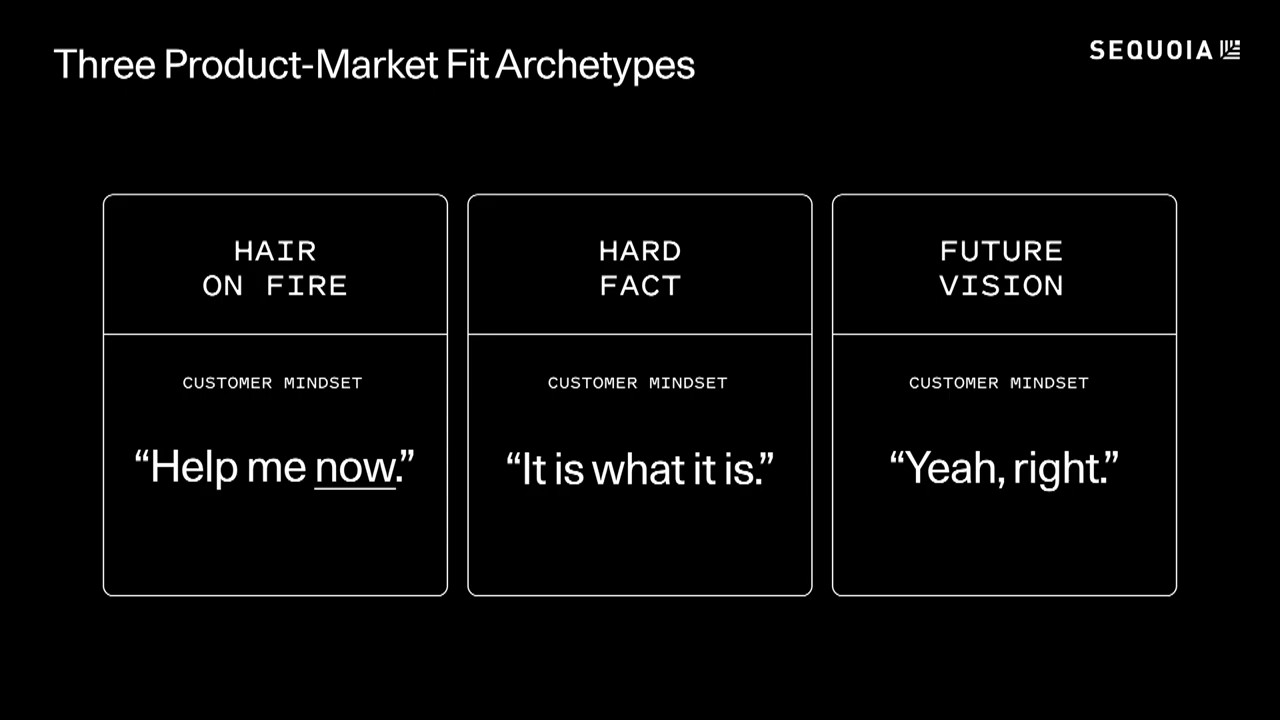 Three Product-Market Fit Archetypes
SEQUOIA
HAIR
ON FIRE
CUSTOMER MINDSET
“Help me now.”
HARD
FACT
CUSTOMER MINDSET
“It is what it is.”
FUTURE
VISION
CUSTOMER MINDSET
“Yeah, right.”